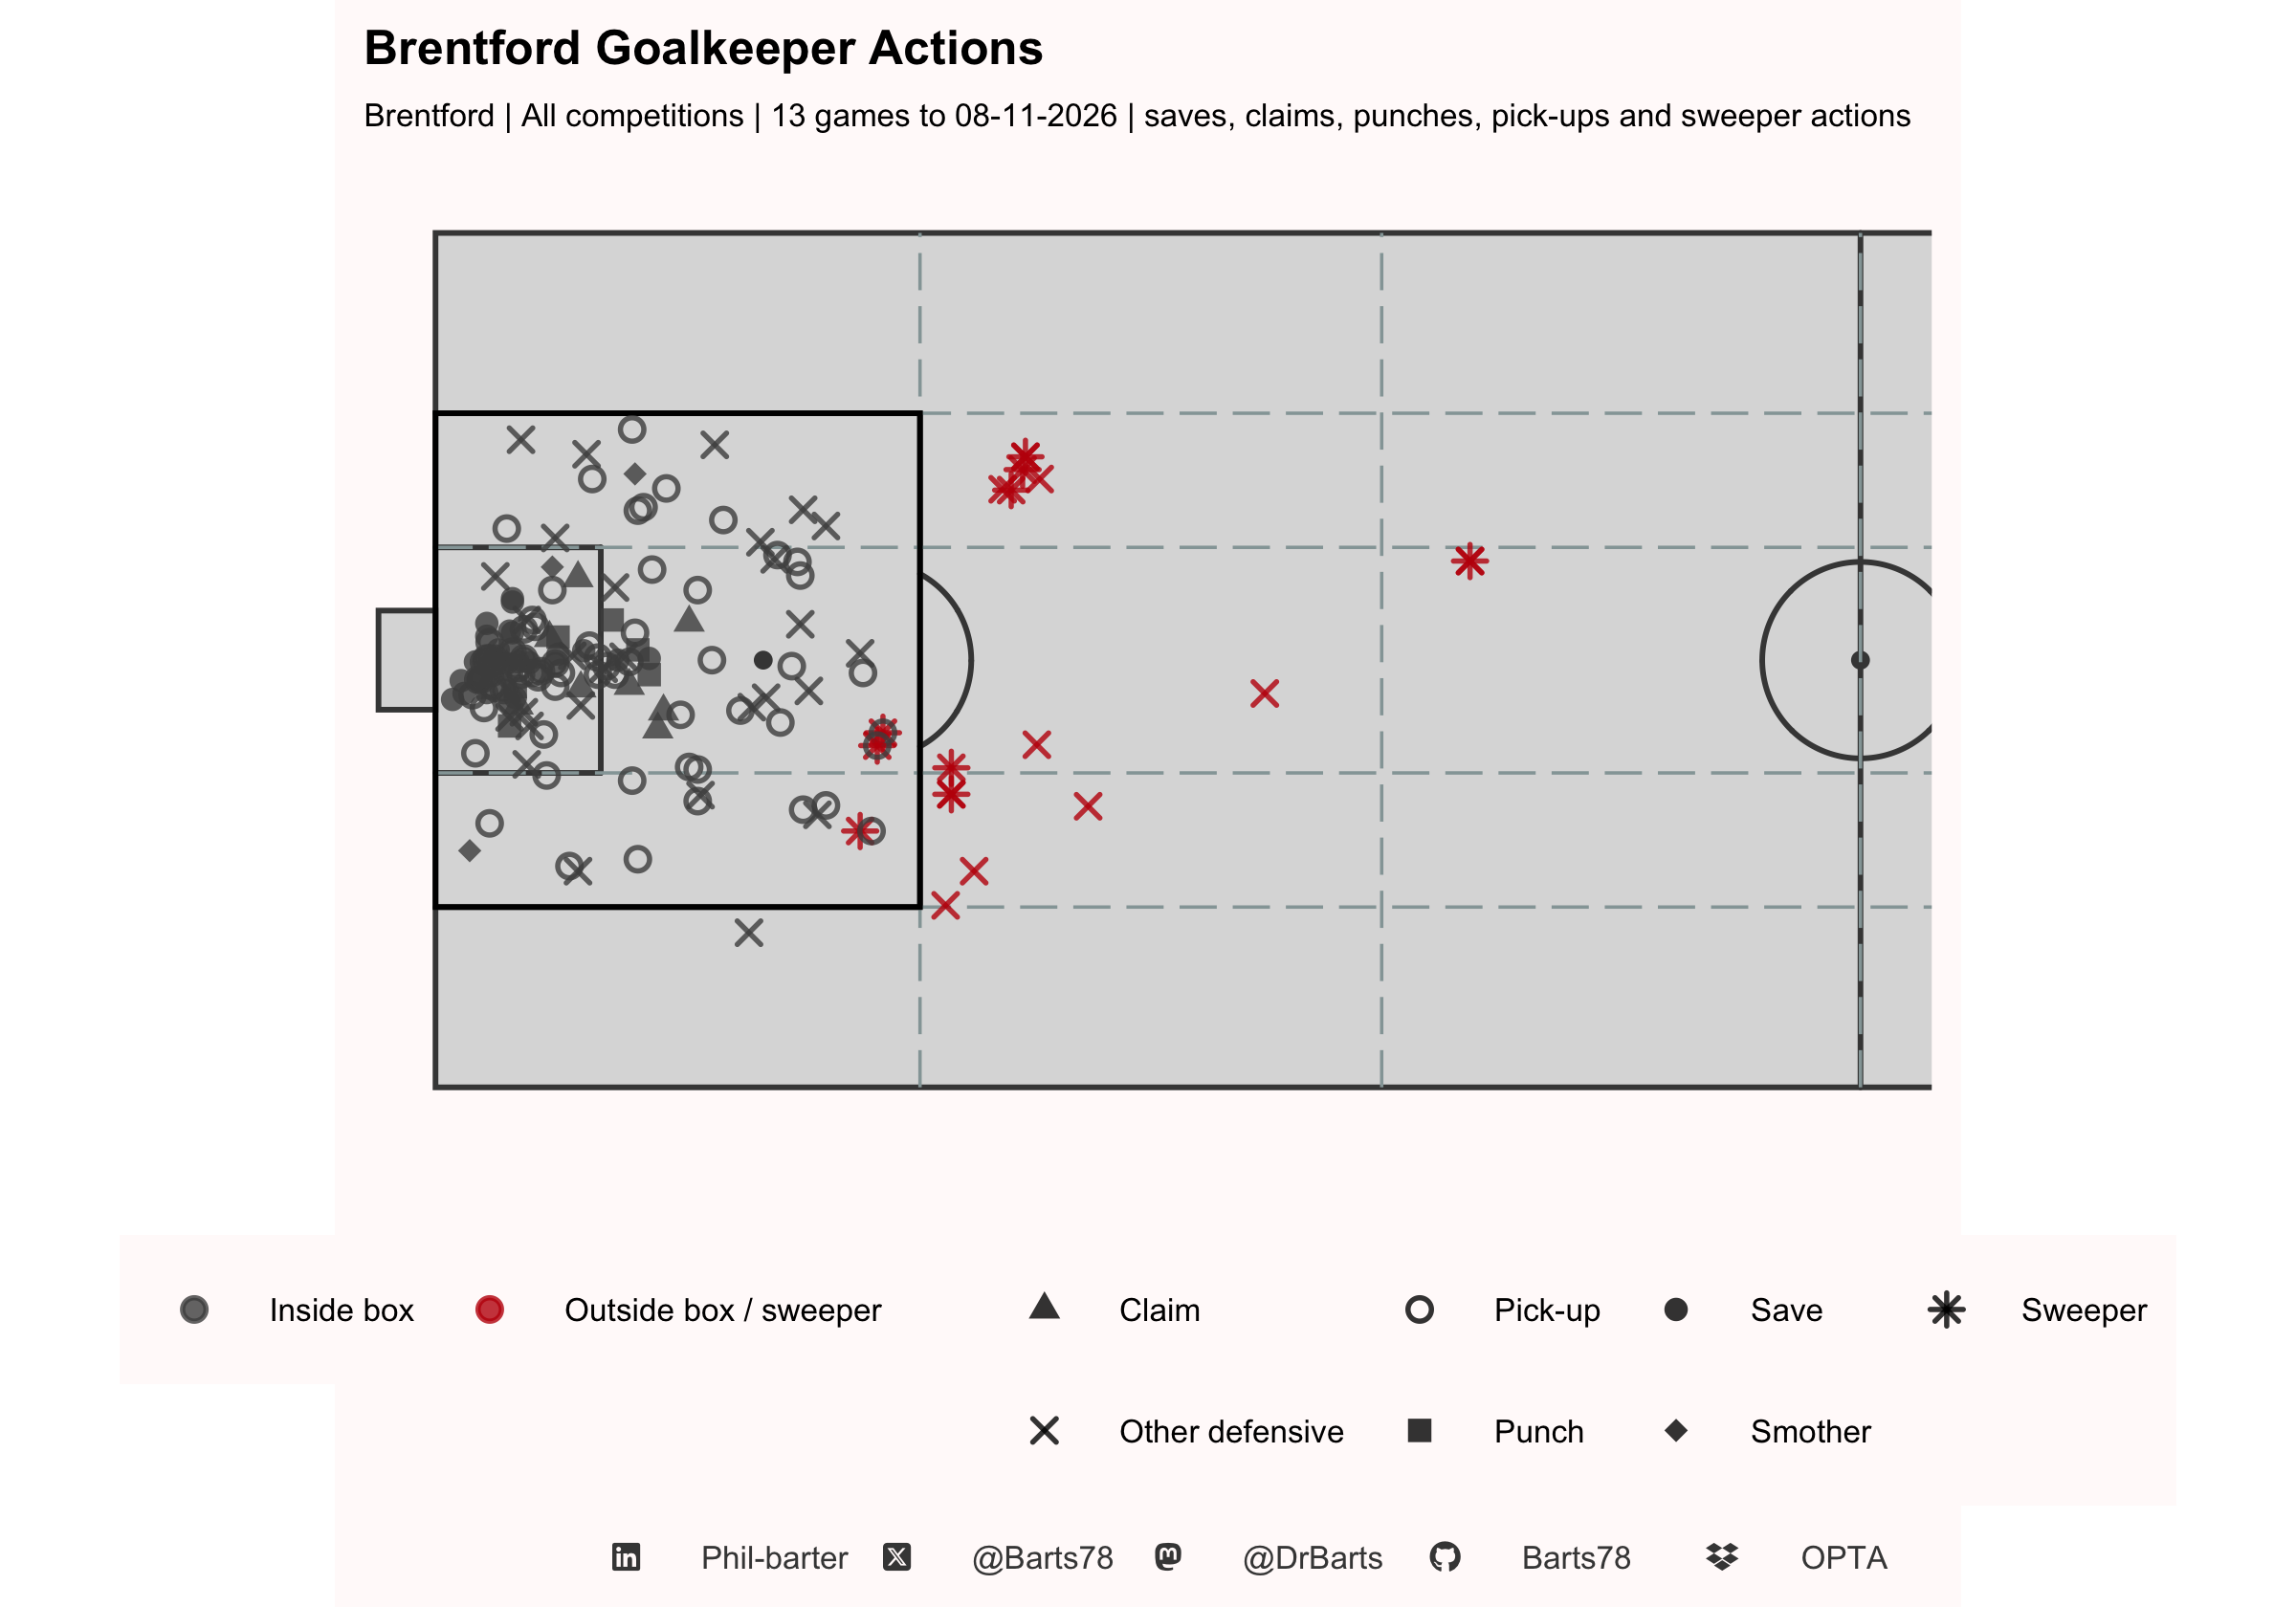 Brentford Goalkeeper Actions
Brentford | All competitions | 13 games to 08-11-2026 | saves, claims, punches, pick-ups and sweeper actions
Inside box Outside box / sweeper Claim Pick-up Save Sweeper
Other defensive Punch Smother
Phil-barter @Barts78 @DrBarts Barts78 OPTA